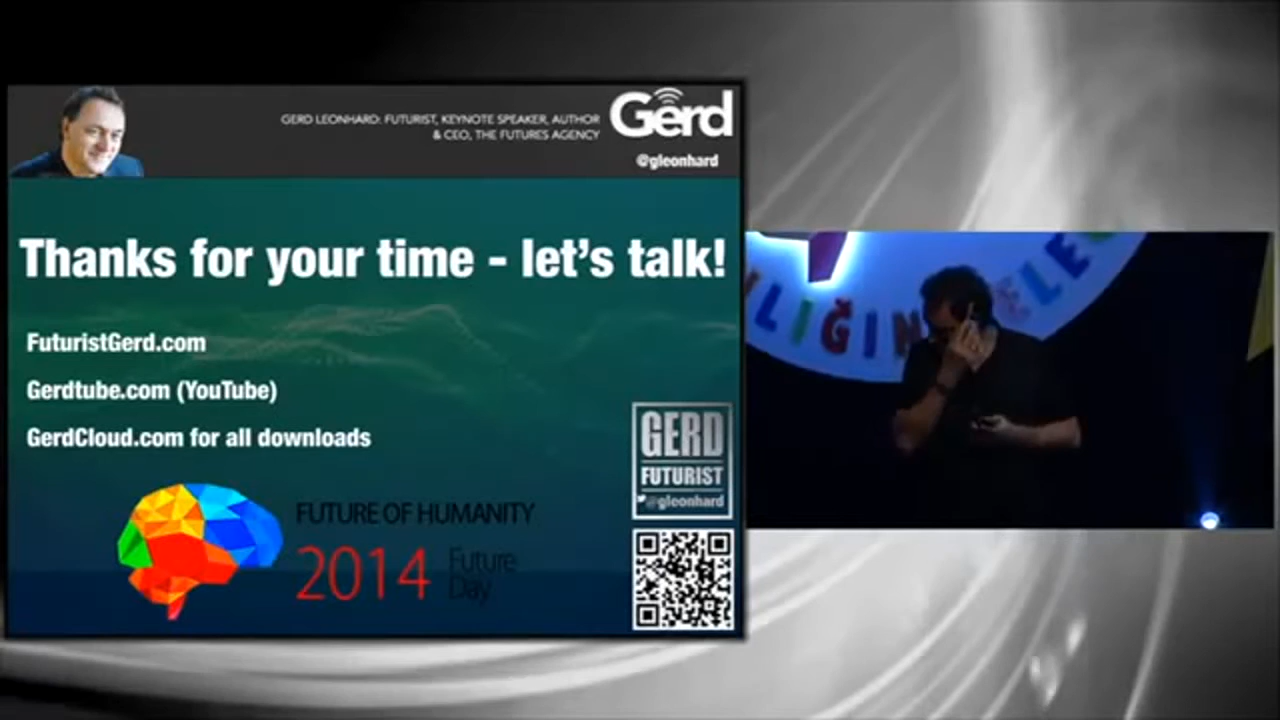 GERD LEONHARD: FUTURIST, KEYNOTE SPEAKER, AUTHOR
& CEO, THE FUTURES AGENCY
Gerd
@gleonhard
Thanks for your time - let's talk!
FuturistGerd.com
Gerdtube.com (YouTube)
GerdCloud.com for all downloads
GERD
FUTURIST
@gleonhard
FUTURE OF HUMANITY
2014 Future
Day
LIĞIN ELE